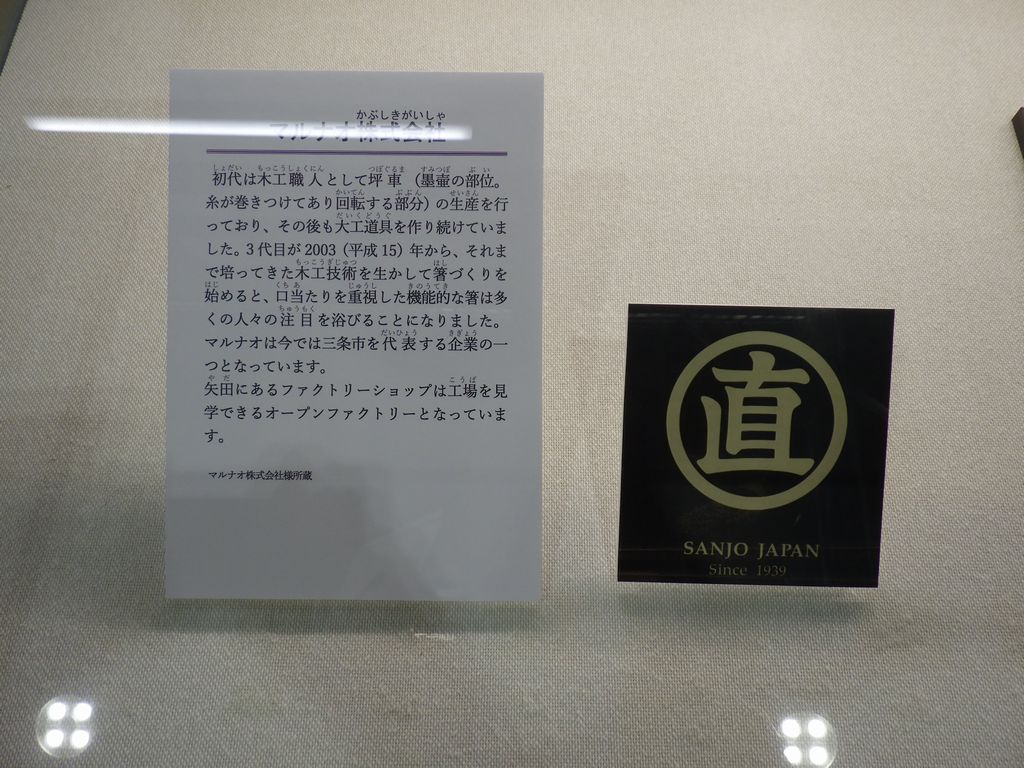 かぶしきがいしゃ
マルナオ株式会社
しょだい もっこうしょくにん つぼぐるま すみつぼ ぶい
初代は木工職人として坪車（墨壷の部位。
かいてん ぶぶん せいさん
糸が巻きつけてあり回転する部分）の生産を行
だいくどうぐ
っており、その後も大工道具を作り続けていま
した。3代目が2003（平成15）年から、それま
もっこうぎじゅつ はし
で培ってきた木工技術を生かして箸づくりを
はじ くちあ じゅうし きのうてき
始めると、口当たりを重視した機能的な箸は多
ちゅうもく
くの人々の注目を浴びることになりました。
だいひょう きぎょう
マルナオは今では三条市を代表する企業の一
つとなっています。
やだ こうば
矢田にあるファクトリーショップは工場を見
学できるオープンファクトリーとなっていま
す。
マルナオ株式会社様所蔵
直
SANJO JAPAN
Since 1939